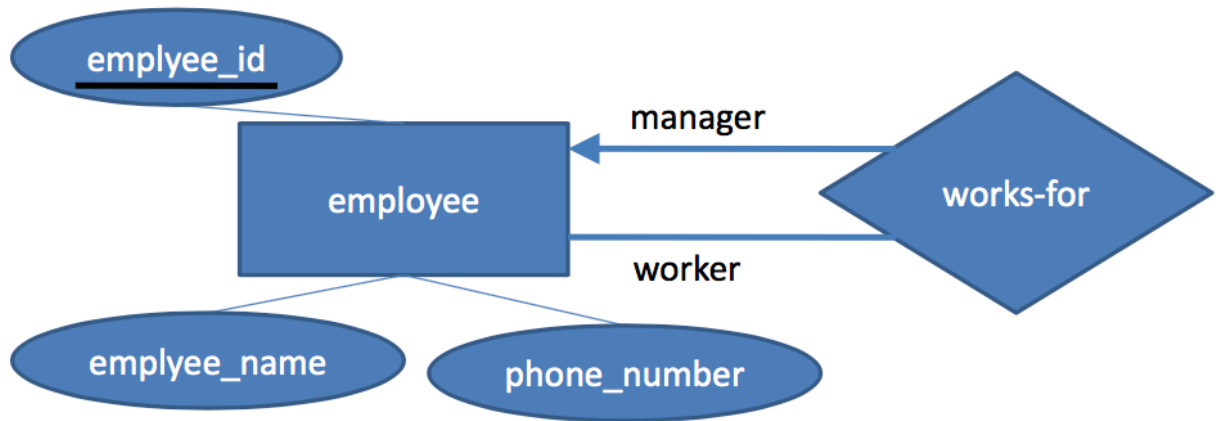 emplyee_id
manager
employee
works-for
worker
emplyee_name
phone_number